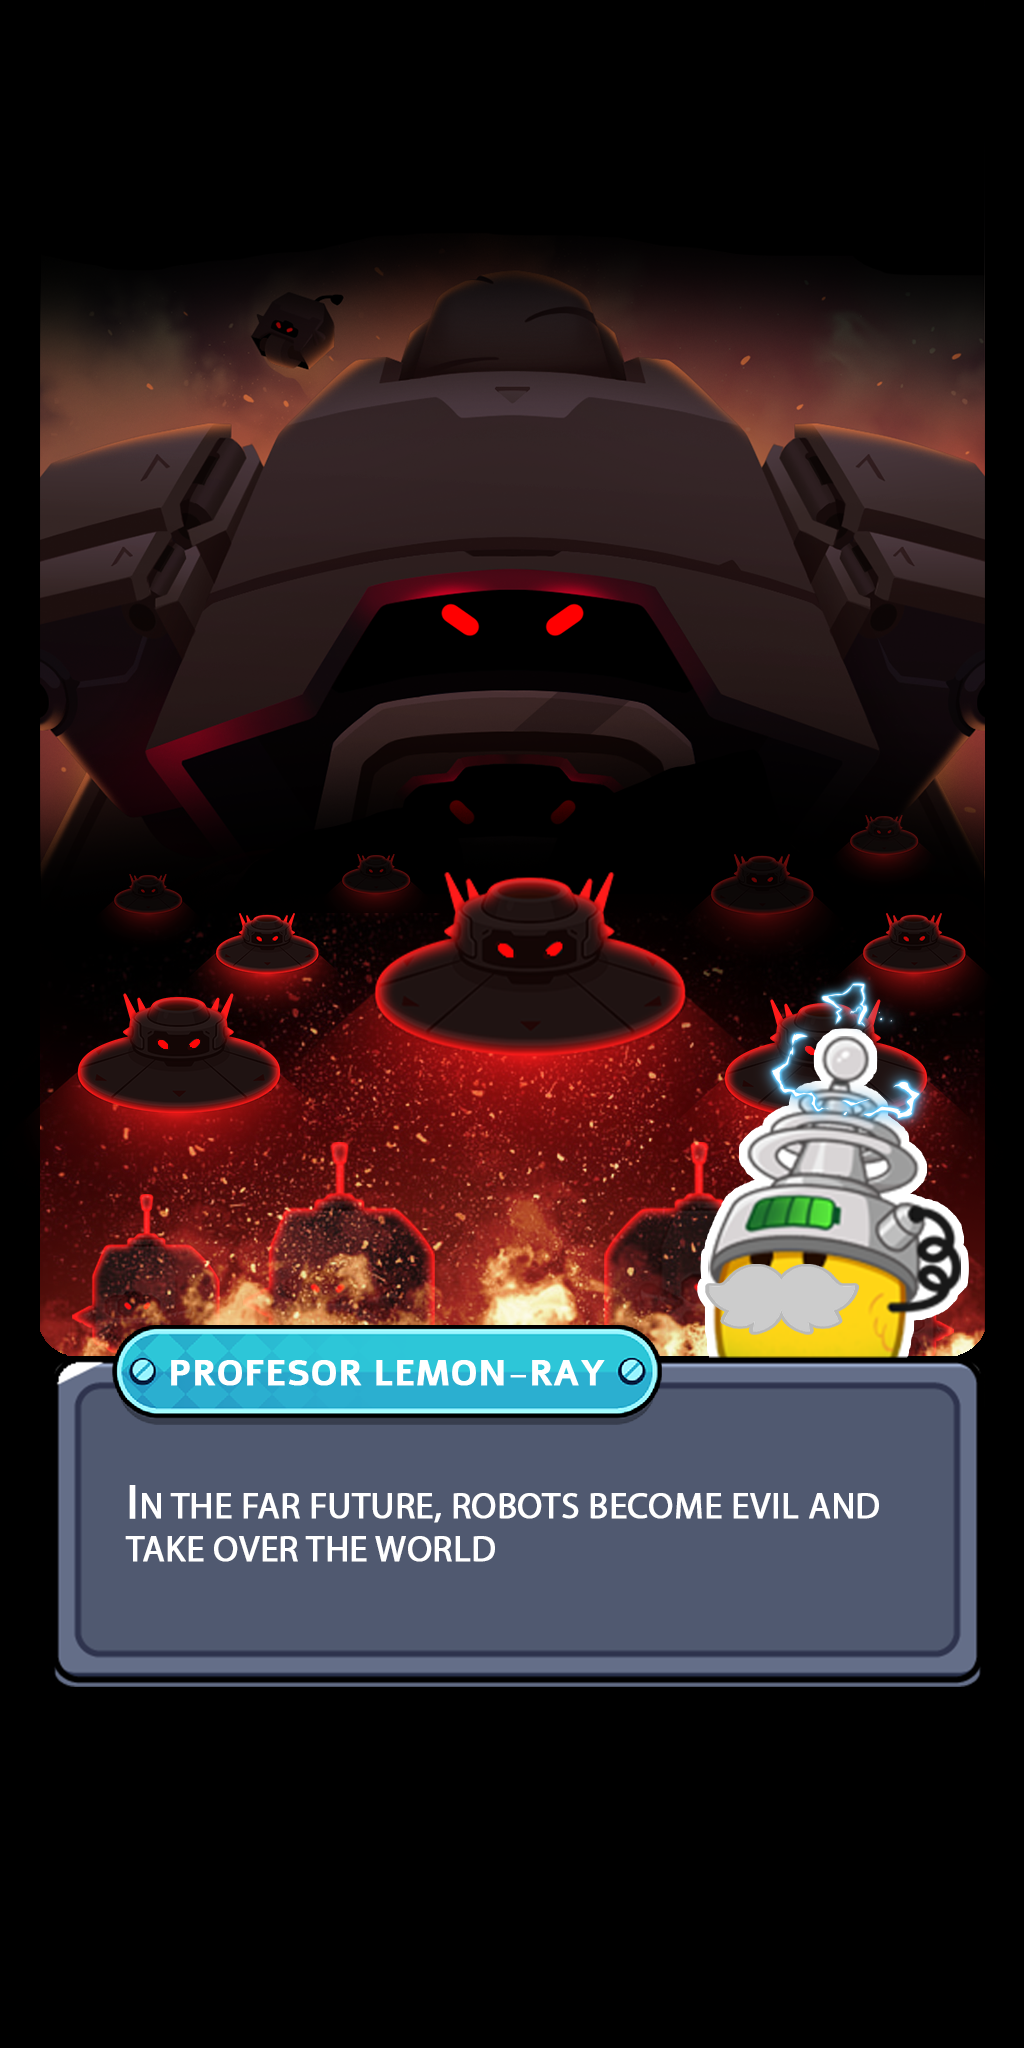 PROFESOR LEMON-RAY
IN THE FAR FUTURE, ROBOTS BECOME EVIL AND
TAKE OVER THE WORLD